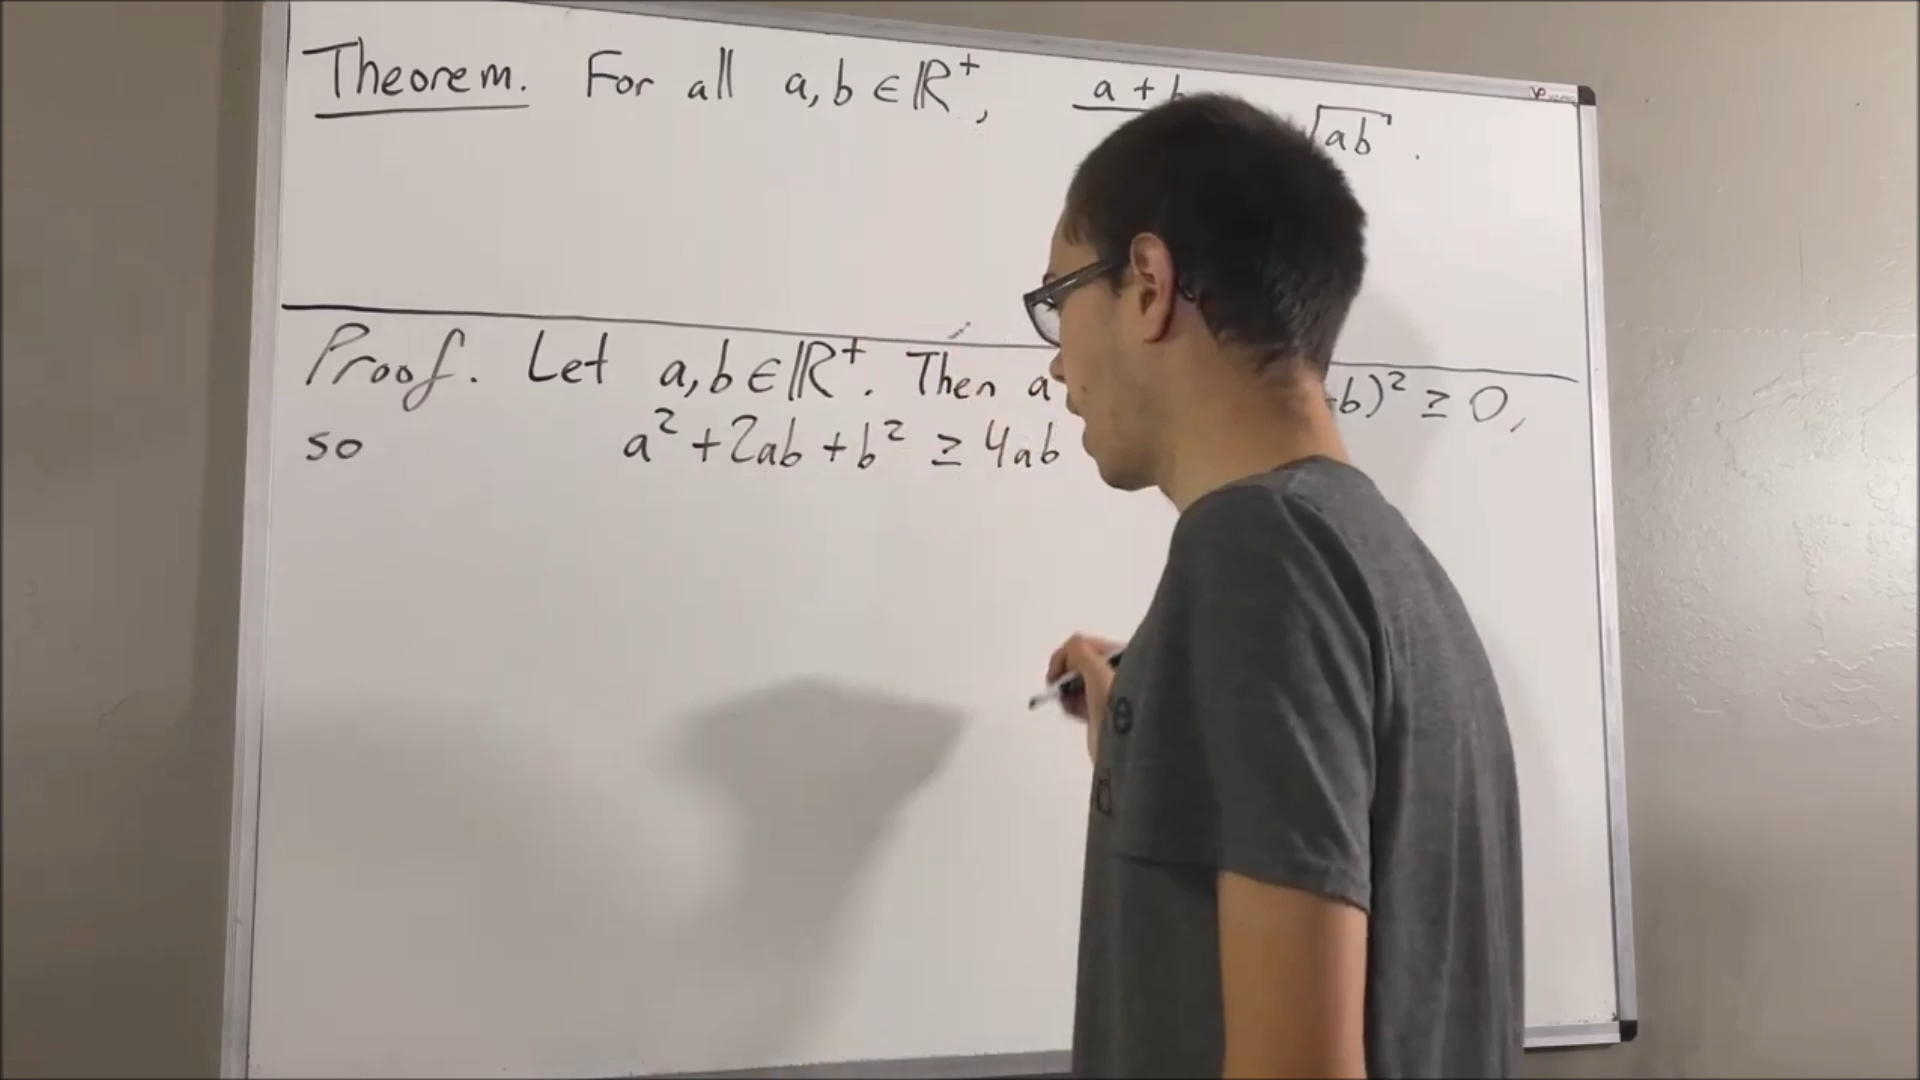 Theorem. For all a, b ∈ ℝ⁺, a + b √ab .
Proof. Let a, b ∈ ℝ⁺. Then a b)² ≥ 0,
so a² + 2ab + b² ≥ 4ab